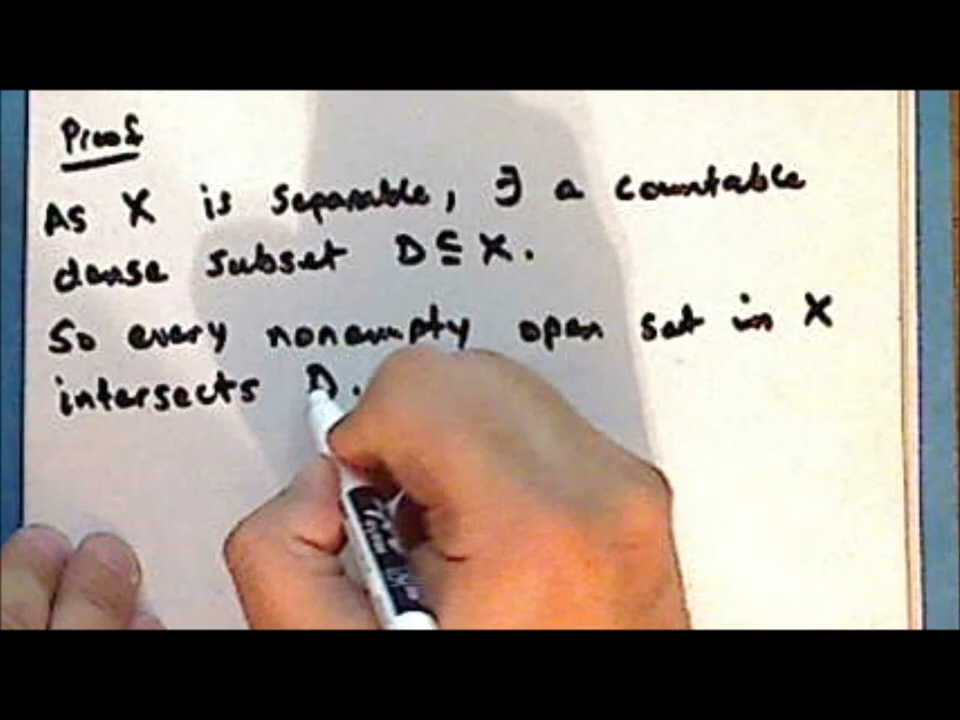 Proof
As X is separable, ∃ a countable
dense subset D ⊆ X.
So every nonempty open set in X
intersects D.